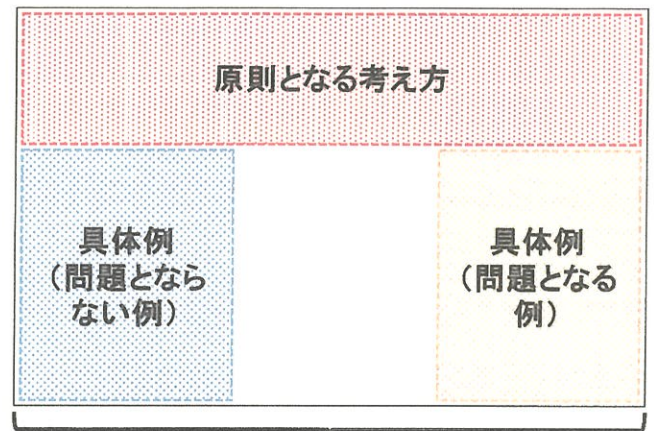 原則となる考え方
具体例
（問題となら
ない例）
具体例
（問題となる
例）